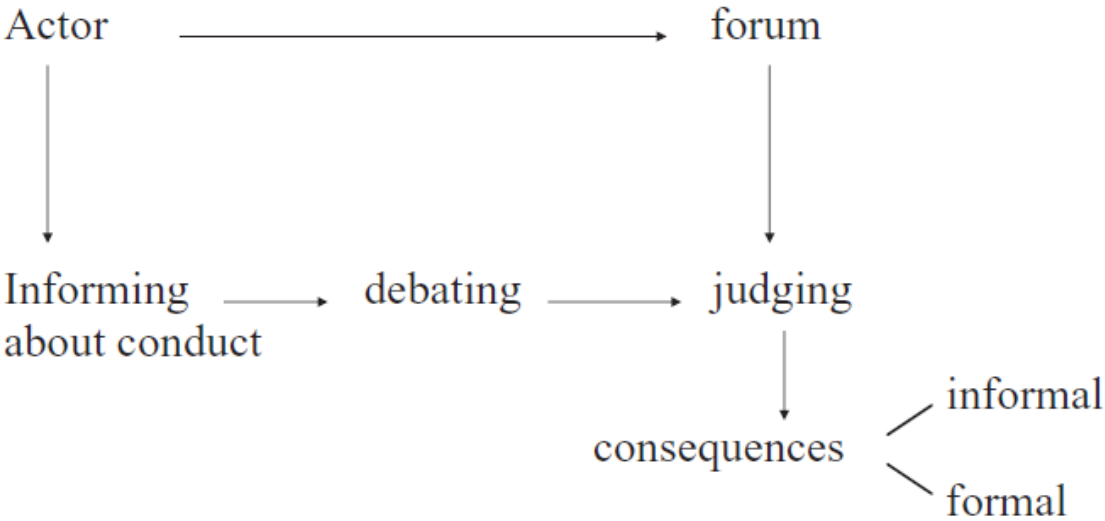 Actor
forum
Informing
about conduct
debating
judging
consequences
informal
formal